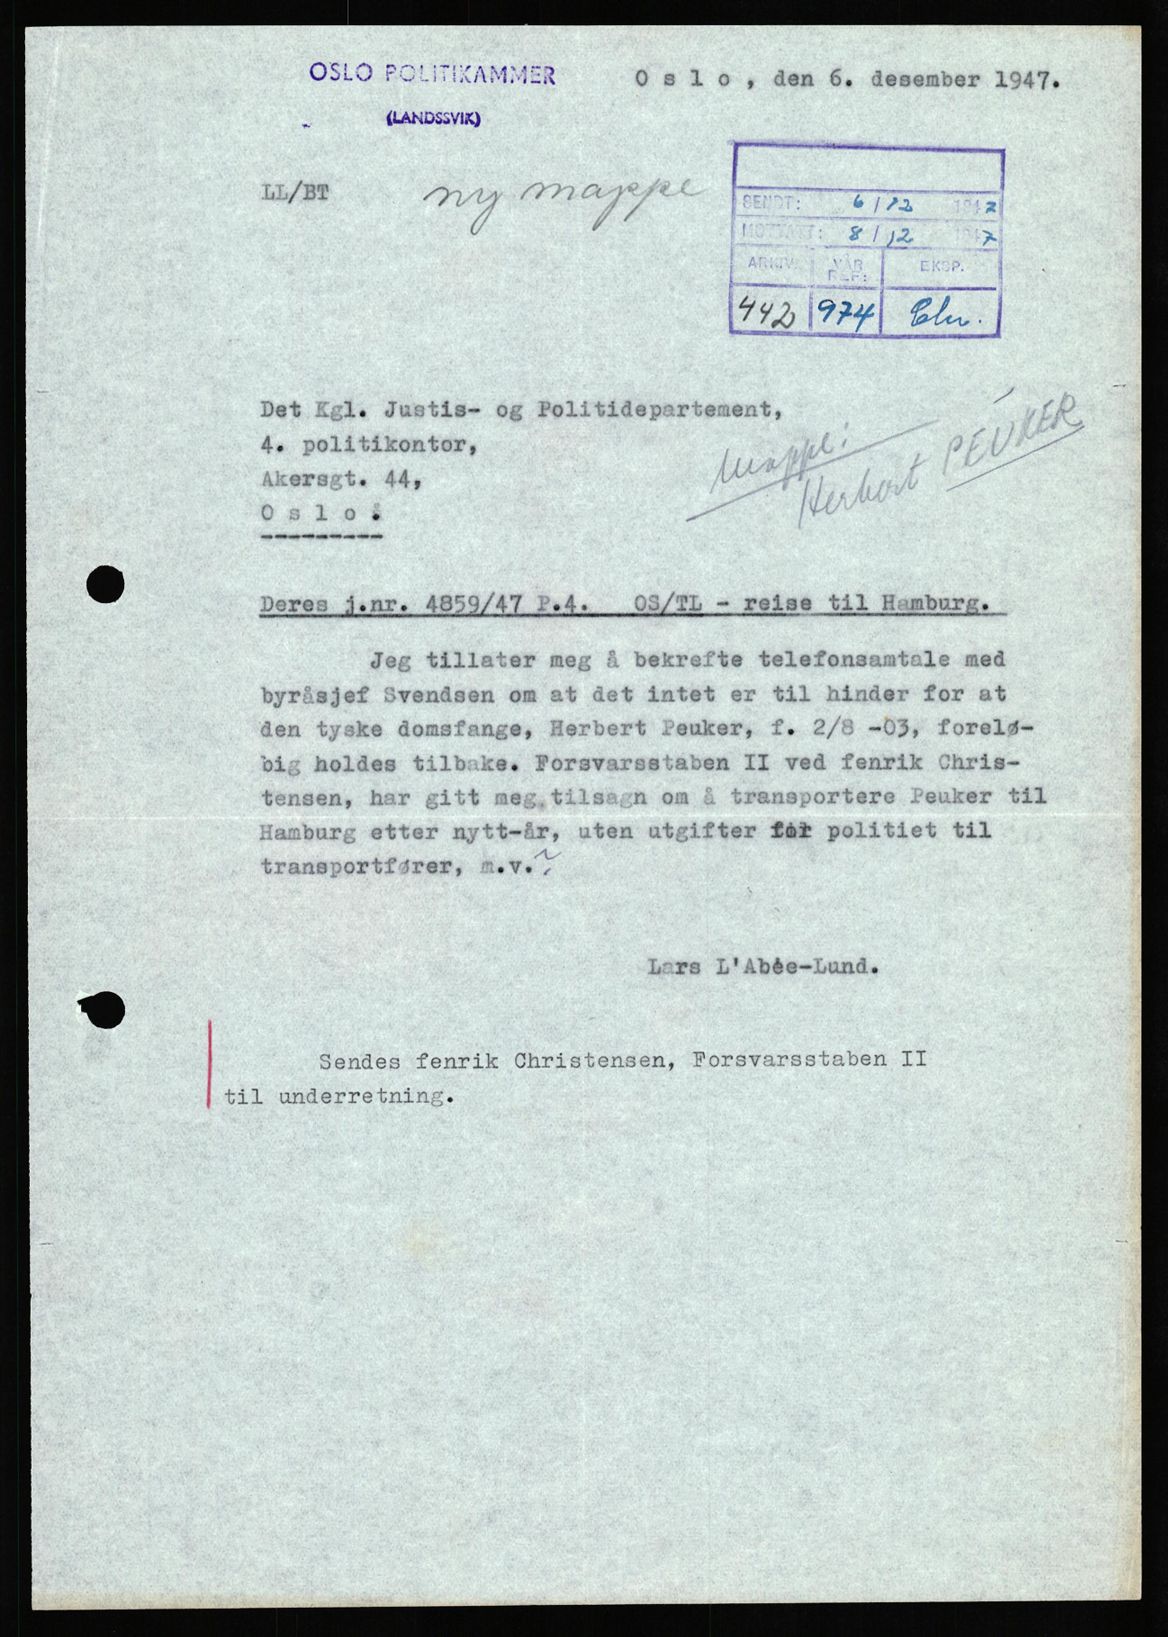 OSLO POLITIKAMMER
(LANDSSVIK)
O s l o , den 6. desember 1947.
LL/BT
ny mappe
SENDT: 6/12 1947
MOTTATT: 8/12 1947
ARKIV: VÅR REF.: EKSP.
442 974 Chr.
Det Kgl. Justis- og Politidepartement,
4. politikontor,
Akersgt. 44,
O s l o .
Mappe:
Herbert PEUKER
Deres j.nr. 4859/47 P.4. OS/TL - reise til Hamburg.
Jeg tillater meg å bekrefte telefonsamtale med
byråsjef Svendsen om at det intet er til hinder for at
den tyske domsfange, Herbert Peuker, f. 2/8 -03, forelø-
big holdes tilbake. Forsvarsstaben II ved fenrik Chris-
tensen, har gitt meg tilsagn om å transportere Peuker til
Hamburg etter nytt-år, uten utgifter for politiet til
transportfører, m.v.
Lars L'Abée-Lund.
Sendes fenrik Christensen, Forsvarsstaben II
til underretning.